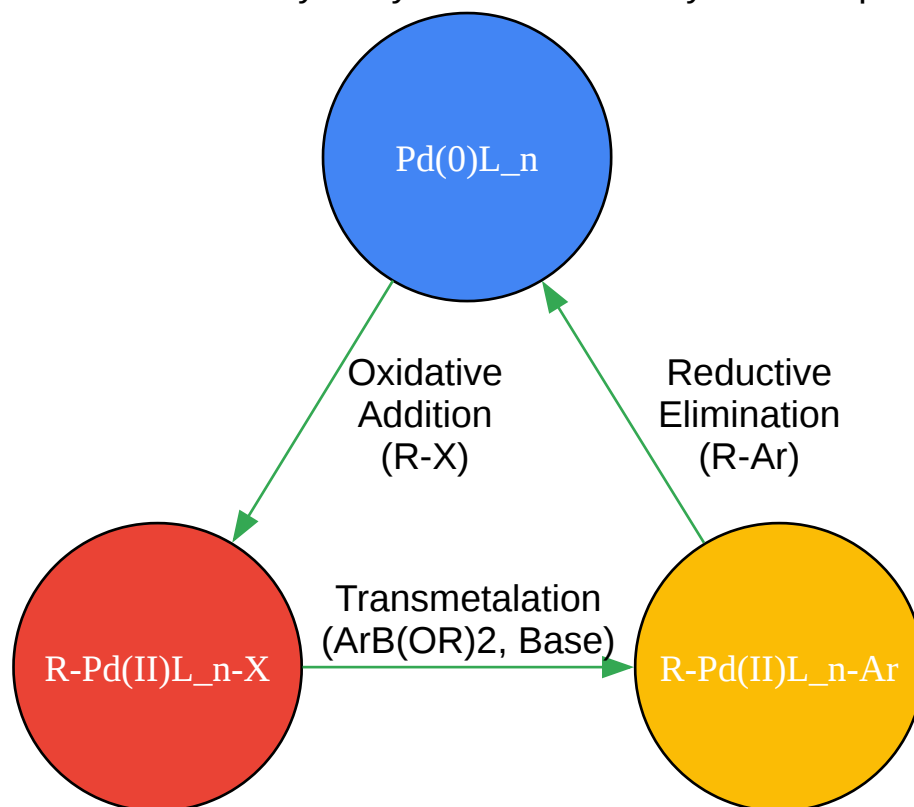 Pd(0)L_n
Oxidative
Addition
(R-X)
Reductive
Elimination
(R-Ar)
Transmetalation
(ArB(OR)2, Base)
R-Pd(II)L_n-X
R-Pd(II)L_n-Ar